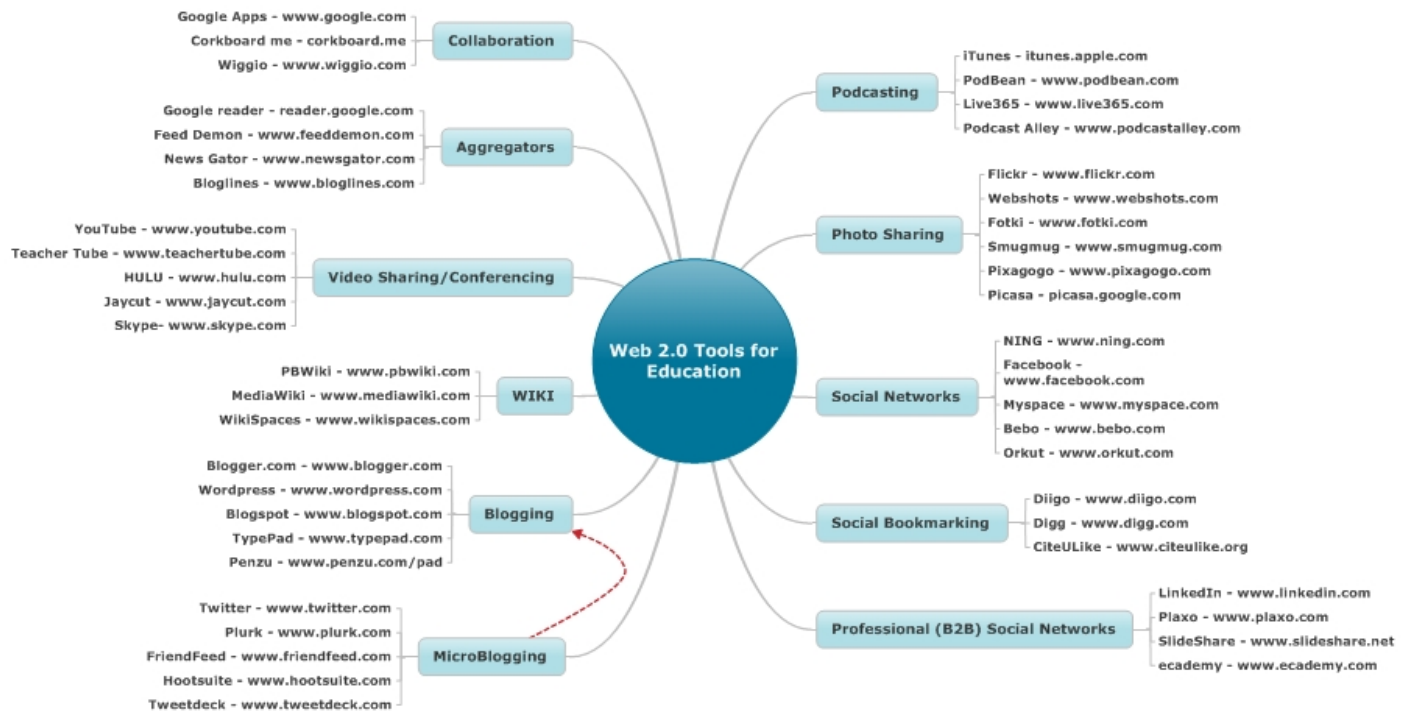 Web 2.0 Tools for
Education
Collaboration
Google Apps - www.google.com
Corkboard me - corkboard.me
Wiggio - www.wiggio.com
Aggregators
Google reader - reader.google.com
Feed Demon - www.feeddemon.com
News Gator - www.newsgator.com
Bloglines - www.bloglines.com
Video Sharing/Conferencing
YouTube - www.youtube.com
Teacher Tube - www.teachertube.com
HULU - www.hulu.com
Jaycut - www.jaycut.com
Skype- www.skype.com
WIKI
PBWiki - www.pbwiki.com
MediaWiki - www.mediawiki.com
WikiSpaces - www.wikispaces.com
Blogging
Blogger.com - www.blogger.com
Wordpress - www.wordpress.com
Blogspot - www.blogspot.com
TypePad - www.typepad.com
Penzu - www.penzu.com/pad
MicroBlogging
Twitter - www.twitter.com
Plurk - www.plurk.com
FriendFeed - www.friendfeed.com
Hootsuite - www.hootsuite.com
Tweetdeck - www.tweetdeck.com
Podcasting
iTunes - itunes.apple.com
PodBean - www.podbean.com
Live365 - www.live365.com
Podcast Alley - www.podcastalley.com
Photo Sharing
Flickr - www.flickr.com
Webshots - www.webshots.com
Fotki - www.fotki.com
Smugmug - www.smugmug.com
Pixagogo - www.pixagogo.com
Picasa - picasa.google.com
Social Networks
NING - www.ning.com
Facebook -
www.facebook.com
Myspace - www.myspace.com
Bebo - www.bebo.com
Orkut - www.orkut.com
Social Bookmarking
Diigo - www.diigo.com
Digg - www.digg.com
CiteULike - www.citeulike.org
Professional (B2B) Social Networks
LinkedIn - www.linkedin.com
Plaxo - www.plaxo.com
SlideShare - www.slideshare.net
ecademy - www.ecademy.com